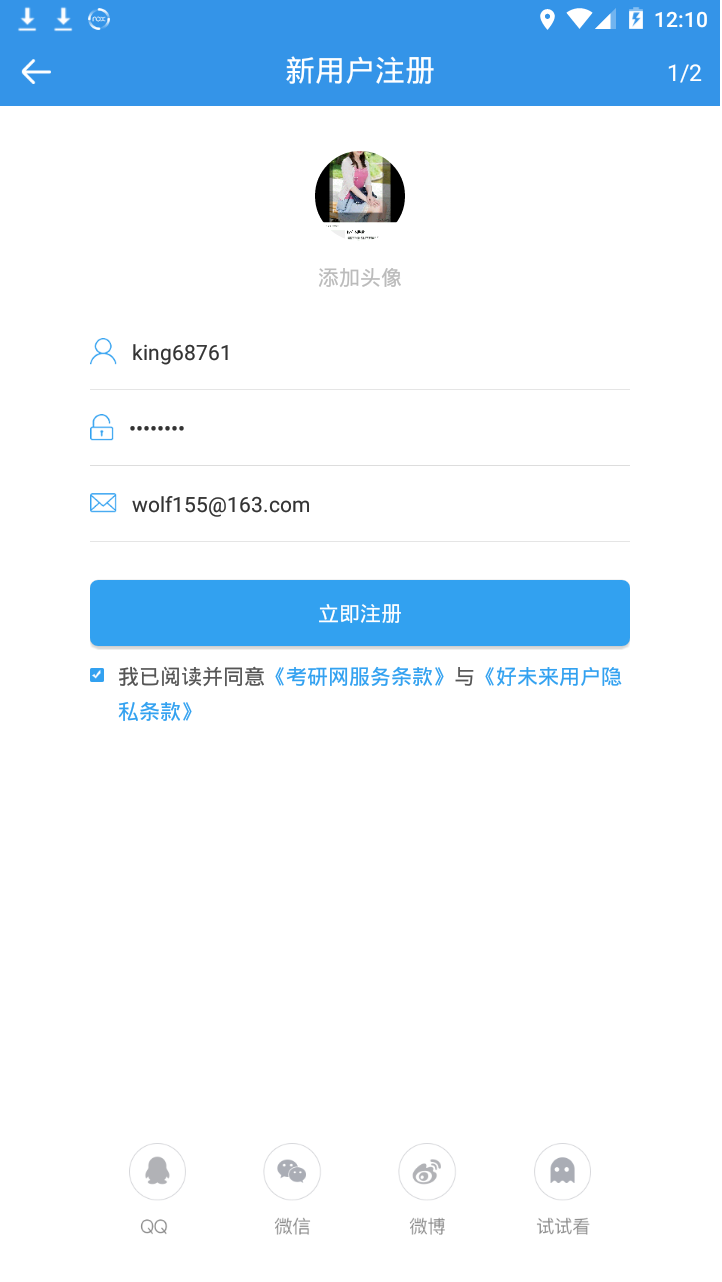 12:10
新用户注册
1/2
添加头像
king68761
••••••••
wolf155@163.com
立即注册
我已阅读并同意《考研网服务条款》与《好未来用户隐
私条款》
QQ
微信
微博
试试看